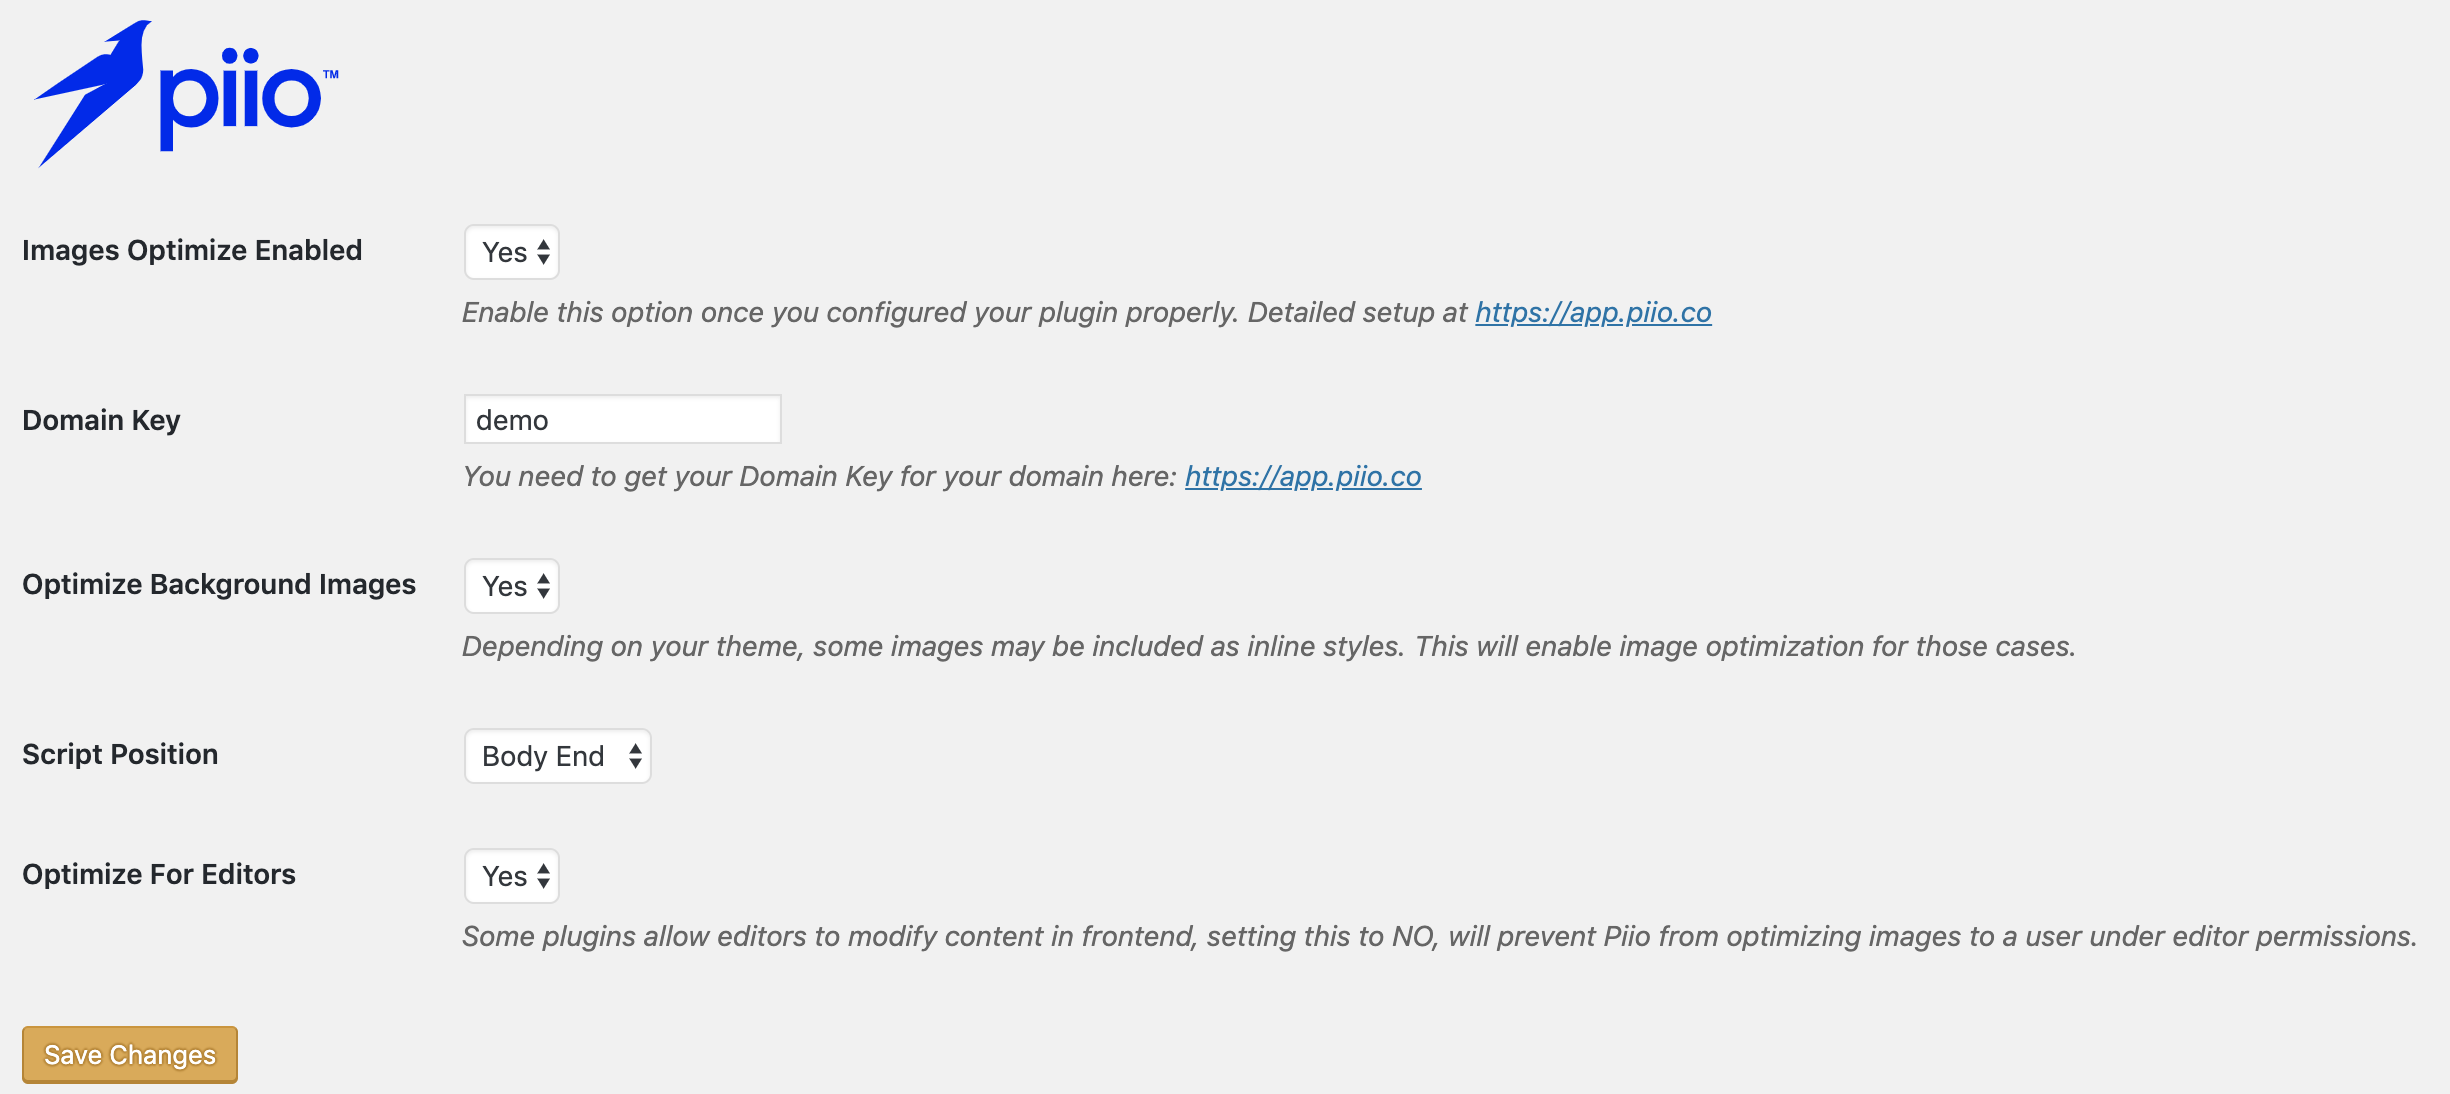 piio™
Images Optimize Enabled
Yes
Enable this option once you configured your plugin properly. Detailed setup at https://app.piio.co
Domain Key
demo
You need to get your Domain Key for your domain here: https://app.piio.co
Optimize Background Images
Yes
Depending on your theme, some images may be included as inline styles. This will enable image optimization for those cases.
Script Position
Body End
Optimize For Editors
Yes
Some plugins allow editors to modify content in frontend, setting this to NO, will prevent Piio from optimizing images to a user under editor permissions.
Save Changes